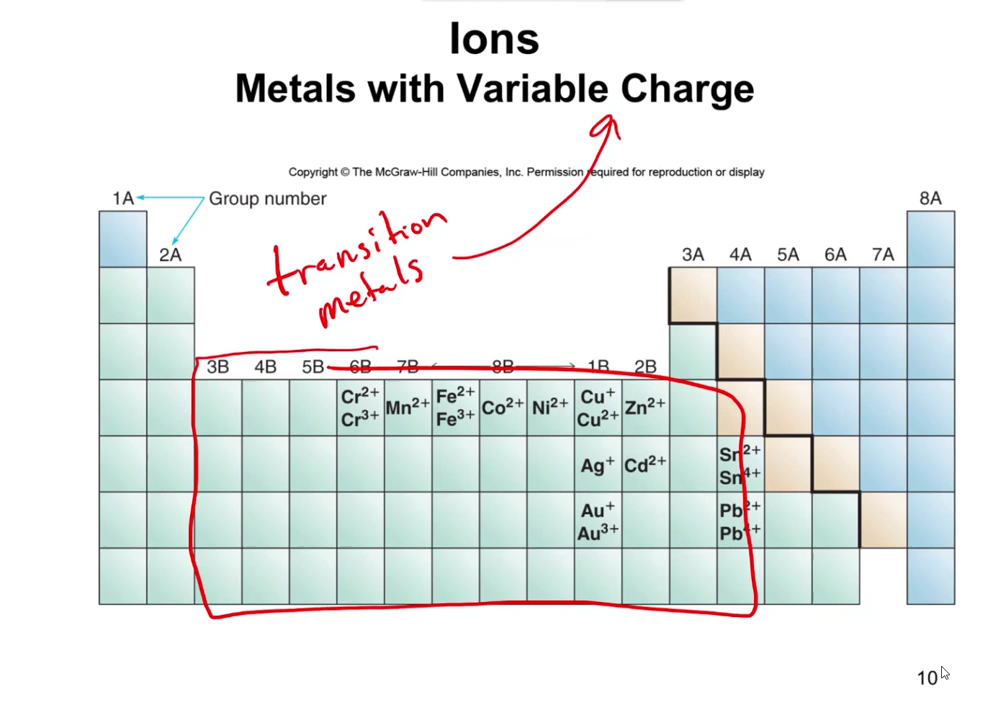 Ions
Metals with Variable Charge
Copyright © The McGraw-Hill Companies, Inc. Permission required for reproduction or display
1A Group number 8A
transition
metals
2A 3A 4A 5A 6A 7A
3B 4B 5B 6B 7B 8B 1B 2B
Cr²⁺ Mn²⁺ Fe²⁺ Co²⁺ Ni²⁺ Cu⁺ Zn²⁺
Cr³⁺ Fe³⁺ Cu²⁺
Ag⁺ Cd²⁺ Sn²⁺
Sn⁴⁺
Au⁺ Pb²⁺
Au³⁺ Pb⁴⁺
10